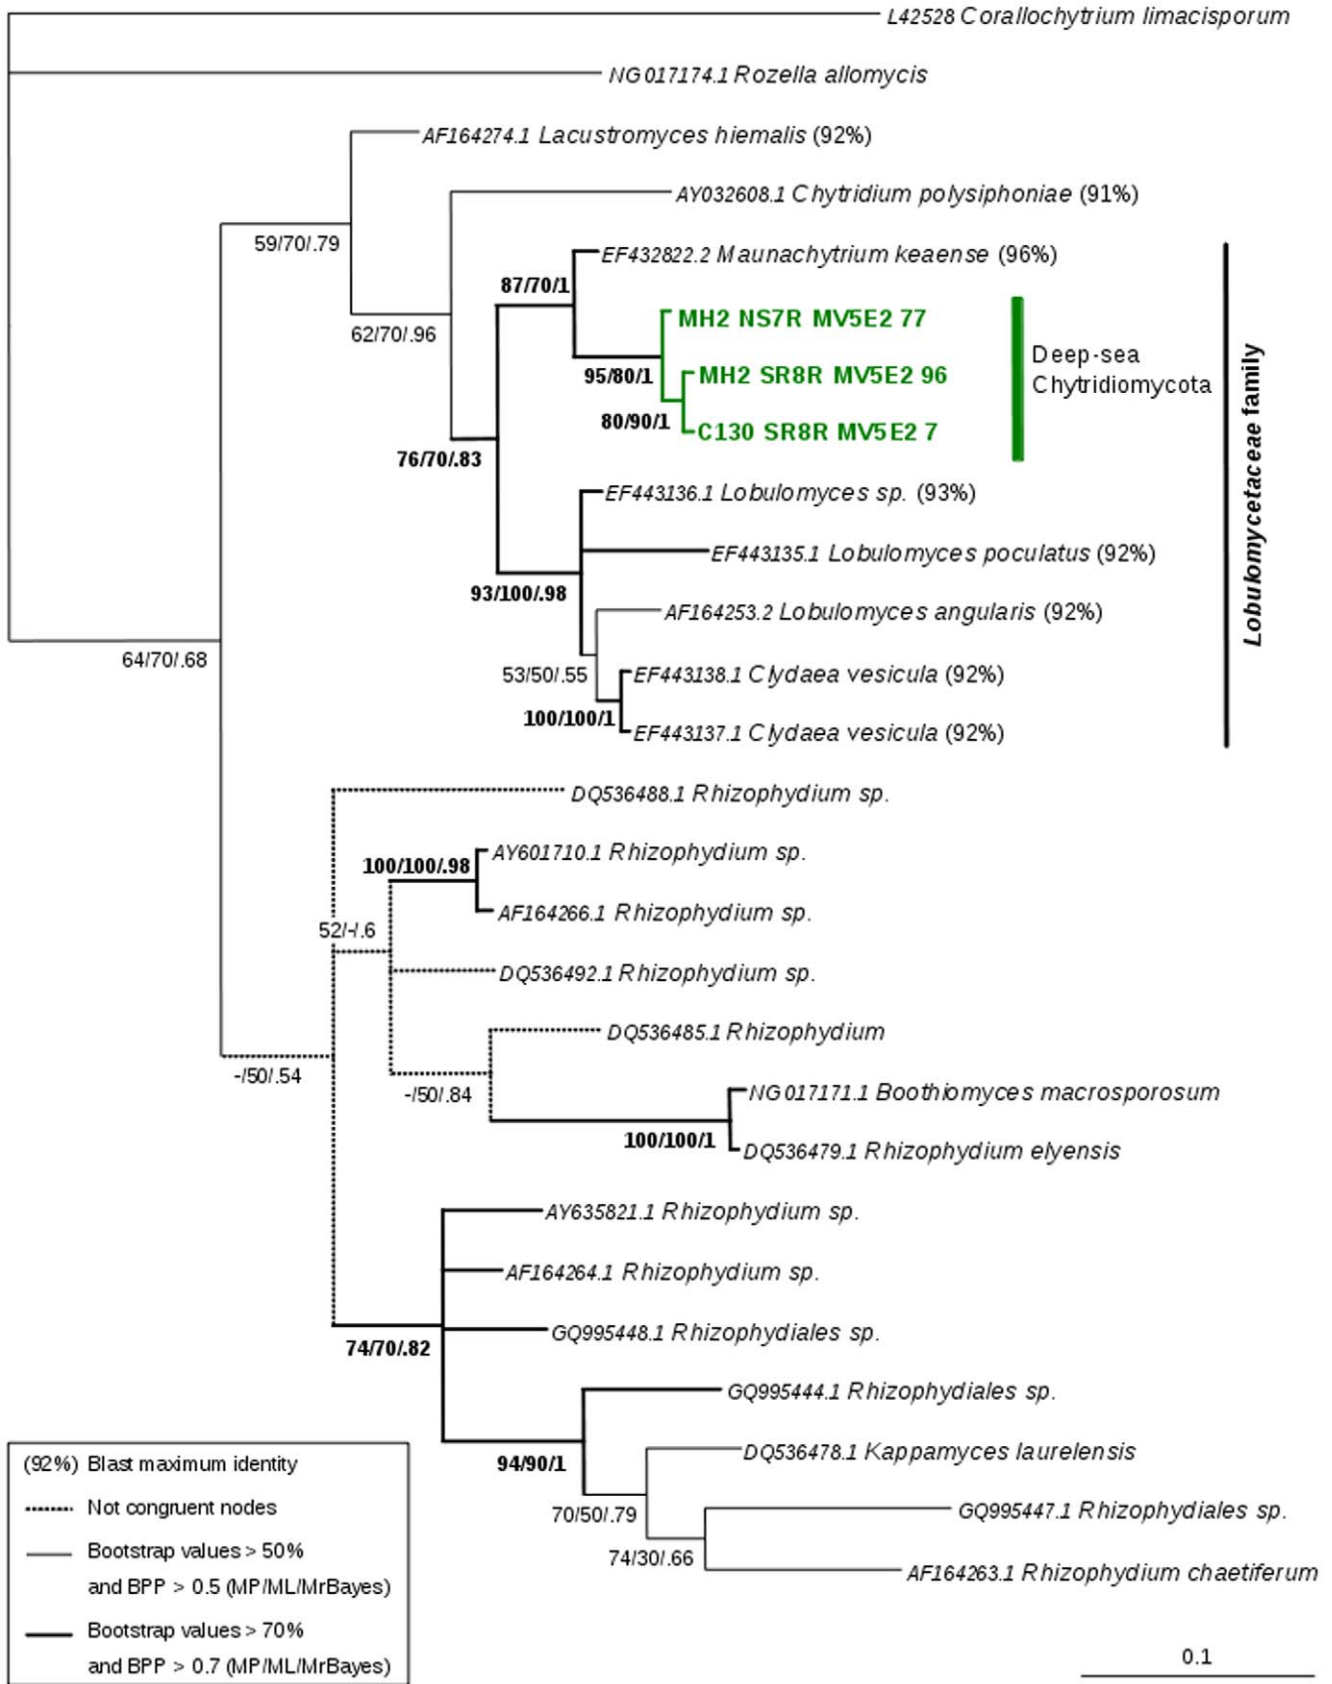 L42528 Corallochytrium limacisporum
NG017174.1 Rozella allomycis
AF164274.1 Lacustromyces hiemalis (92%)
AY032608.1 Chytridium polysiphoniae (91%)
59/70/.79
EF432822.2 Maunachytrium keaense (96%)
87/70/1
MH2 NS7R MV5E2 77
62/70/.96
Deep-sea
Chytridiomycota
MH2 SR8R MV5E2 96
95/80/1
80/90/1
C130 SR8R MV5E2 7
76/70/.83
Lobulomycetaceae family
EF443136.1 Lobulomyces sp. (93%)
EF443135.1 Lobulomyces poculatus (92%)
93/100/.98
AF164253.2 Lobulomyces angularis (92%)
64/70/.68
53/50/.55
EF443138.1 Clydaea vesicula (92%)
100/100/1
EF443137.1 Clydaea vesicula (92%)
DQ536488.1 Rhizophydium sp.
AY601710.1 Rhizophydium sp.
100/100/.98
AF164266.1 Rhizophydium sp.
52/-/.6
DQ536492.1 Rhizophydium sp.
DQ536485.1 Rhizophydium
-/50/.54
-/50/.84
NG017171.1 Boothiomyces macrosporosum
100/100/1
DQ536479.1 Rhizophydium elyensis
AY635821.1 Rhizophydium sp.
AF164264.1 Rhizophydium sp.
GQ995448.1 Rhizophydiales sp.
74/70/.82
GQ995444.1 Rhizophydiales sp.
DQ536478.1 Kappamyces laurelensis
94/90/1
GQ995447.1 Rhizophydiales sp.
70/50/.79
74/30/.66
AF164263.1 Rhizophydium chaetiferum
(92%) Blast maximum identity
Not congruent nodes
Bootstrap values > 50%
and BPP > 0.5 (MP/ML/MrBayes)
Bootstrap values > 70%
and BPP > 0.7 (MP/ML/MrBayes)
0.1